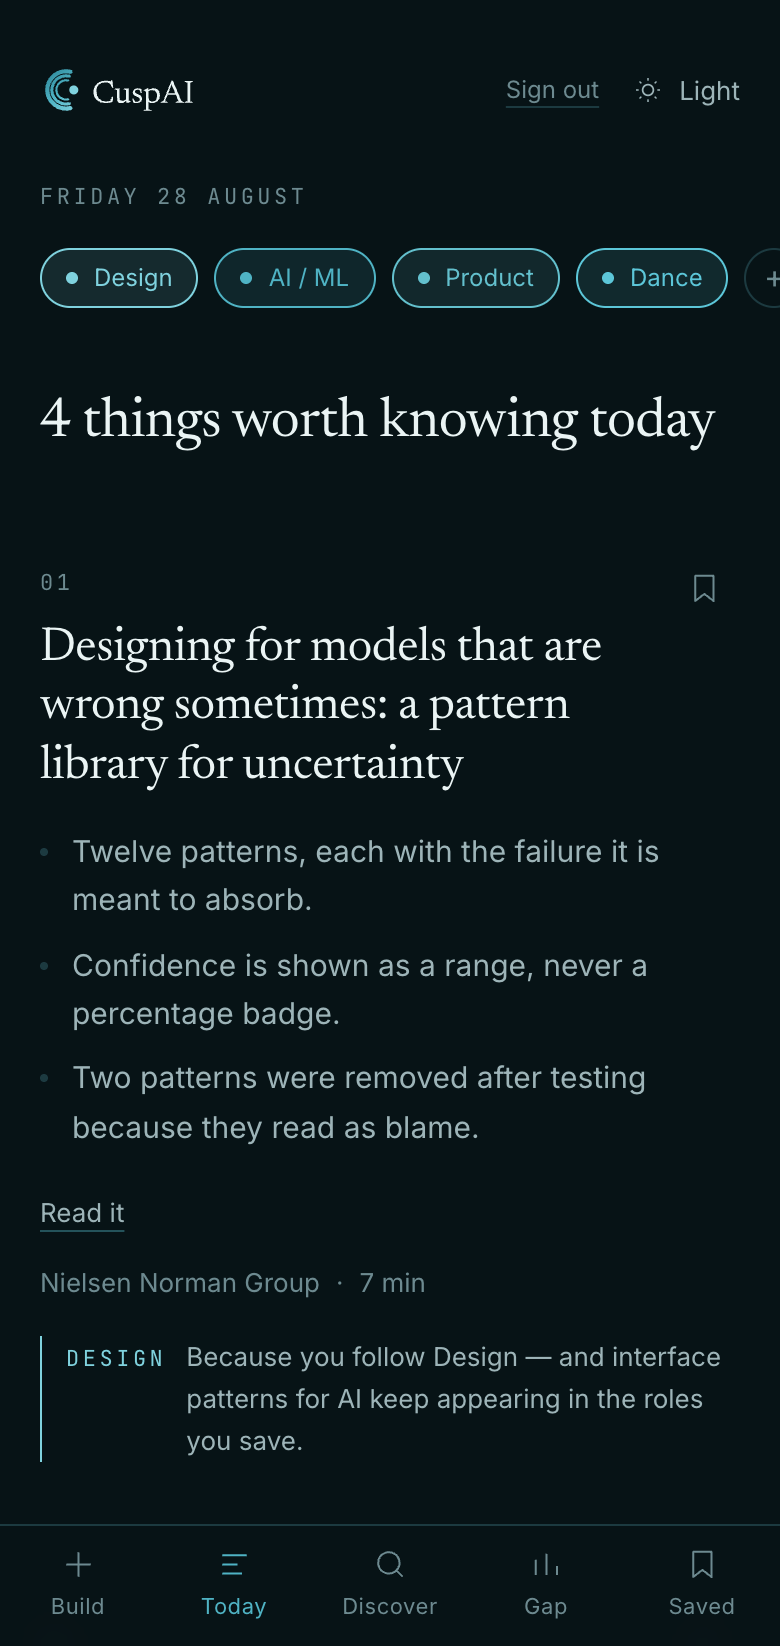 CuspAI
Sign out
Light
FRIDAY 28 AUGUST
Design
AI / ML
Product
Dance
+
4 things worth knowing today
01
Designing for models that are
wrong sometimes: a pattern
library for uncertainty
• Twelve patterns, each with the failure it is
meant to absorb.
• Confidence is shown as a range, never a
percentage badge.
• Two patterns were removed after testing
because they read as blame.
Read it
Nielsen Norman Group · 7 min
DESIGN Because you follow Design — and interface
patterns for AI keep appearing in the roles
you save.
Build
Today
Discover
Gap
Saved